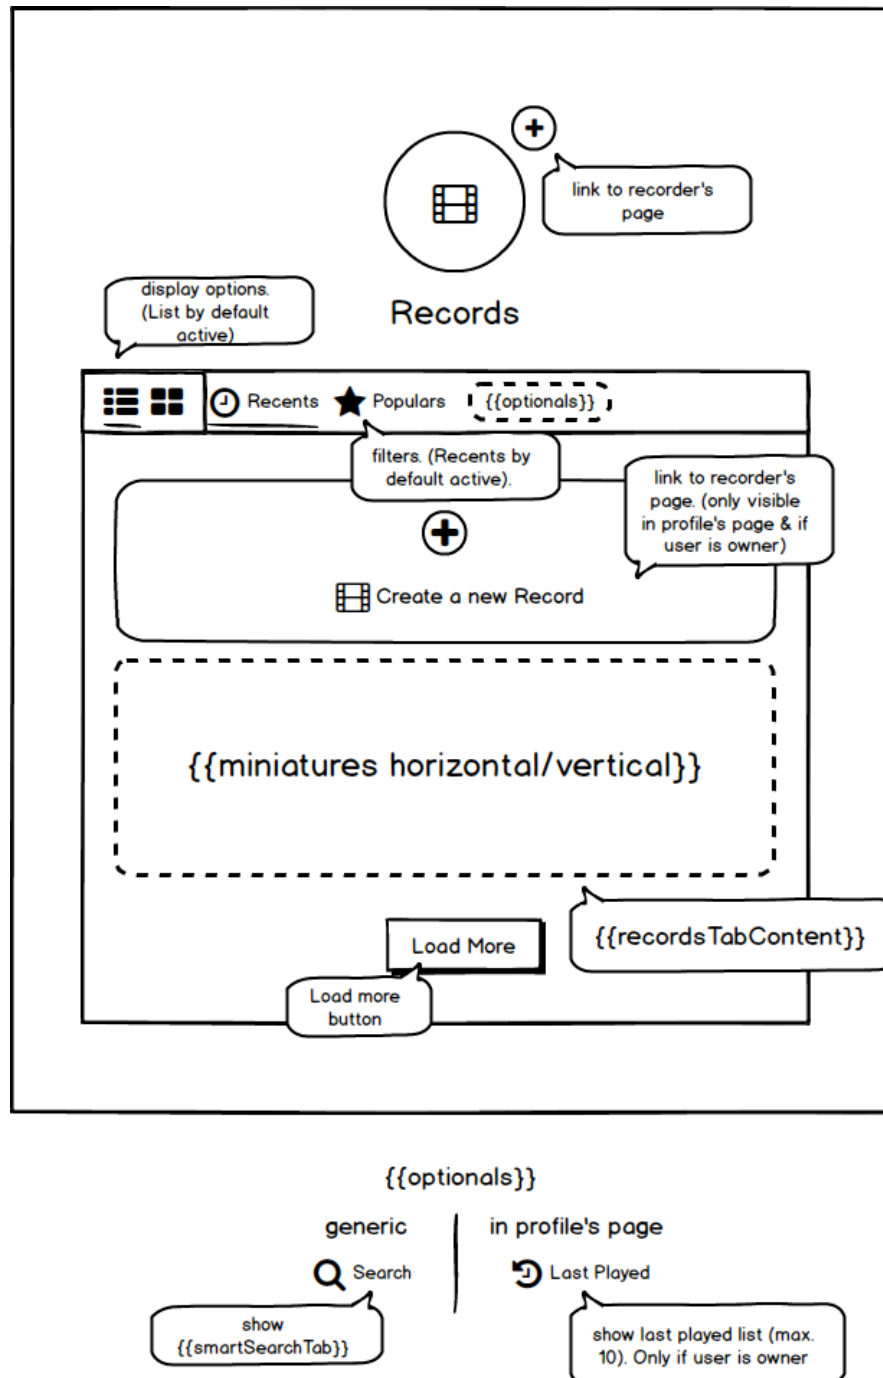 link to recorder's
page
Records
display options.
(List by default
active)
Recents
Populars
{{optionals}}
filters. (Recents by
default active).
link to recorder's
page. (only visible
in profile's page & if
user is owner)
Create a new Record
{{miniatures horizontal/vertical}}
{{recordsTabContent}}
Load More
Load more
button
{{optionals}}
generic
in profile's page
Search
Last Played
show
{{smartSearchTab}}
show last played list (max.
10). Only if user is owner